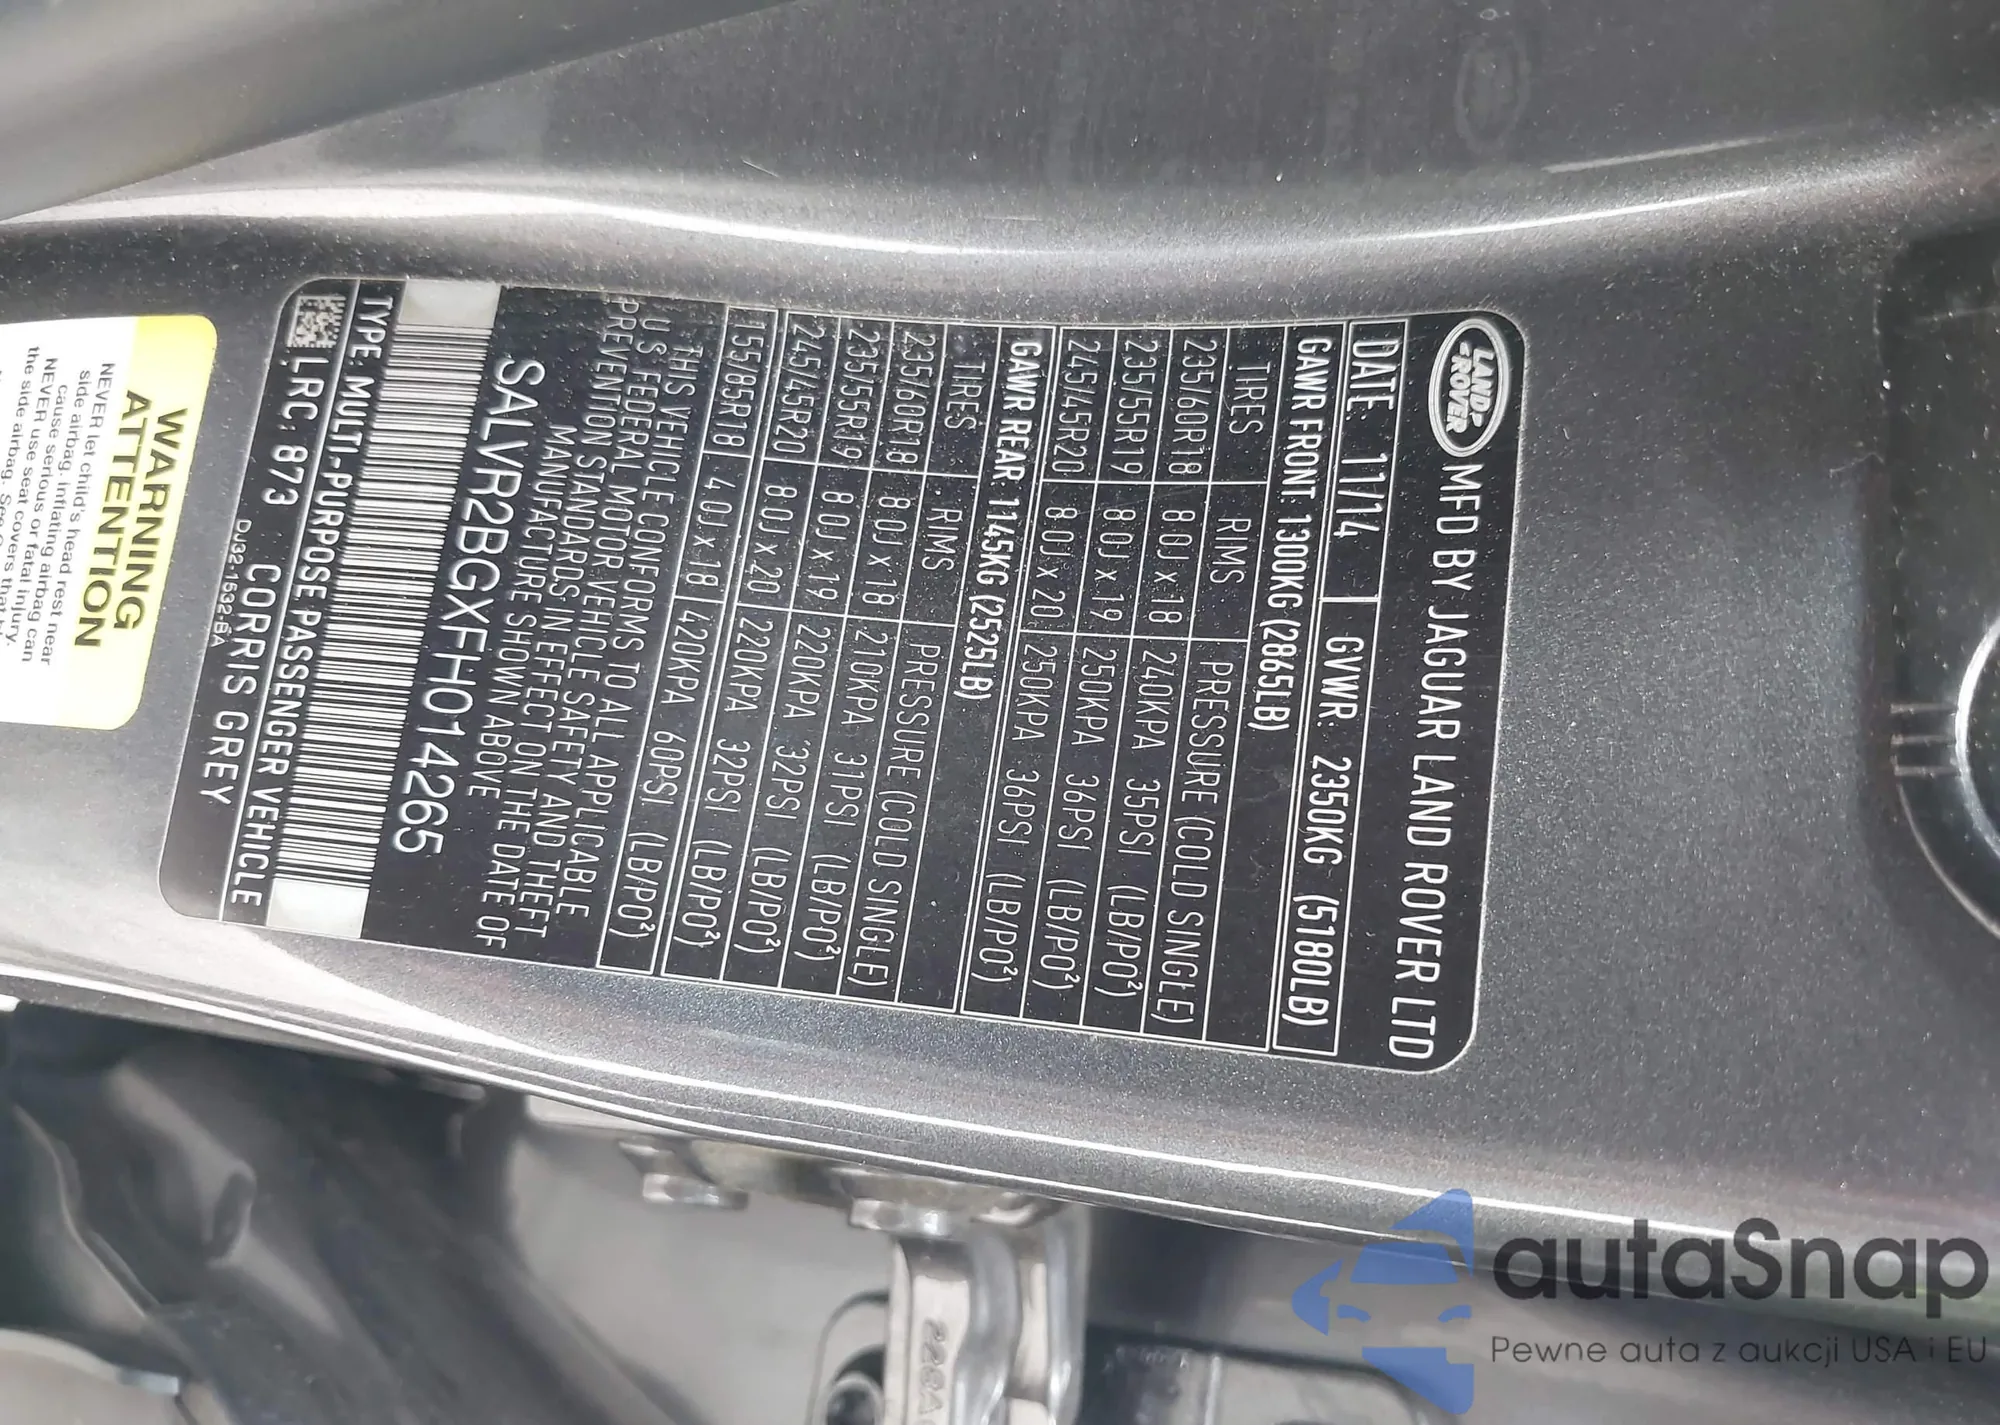 LAND-
-ROVER
MFD BY JAGUAR LAND ROVER LTD
DATE: 11/14 GVWR: 2350KG (5180LB)
GAWR FRONT 1300KG (2865LB)
TIRES RIMS PRESSURE (COLD SINGLE)
235/60R18 8.0J x 18 240KPA 35PSI (LB/PO²)
235/55R19 8.0J x 19 250KPA 36PSI (LB/PO²)
245/45R20 8.0J x 20 250KPA 36PSI (LB/PO²)
GAWR REAR: 1145KG (2525LB)
TIRES RIMS PRESSURE (COLD SINGLE)
235/60R18 8.0J x 18 210KPA 31PSI (LB/PO²)
235/55R19 8.0J x 19 220KPA 32PSI (LB/PO²)
245/45R20 8.0J x 20 220KPA 32PSI (LB/PO²)
155/85R18 4.0J x 18 420KPA 60PSI (LB/PO²)
THIS VEHICLE CONFORMS TO ALL APPLICABLE
U.S FEDERAL MOTOR VEHICLE SAFETY AND THEFT
PREVENTION STANDARDS IN EFFECT ON THE DATE OF
MANUFACTURE SHOWN ABOVE
SALVR2BGXFH014265
TYPE: MULTI-PURPOSE PASSENGER VEHICLE
LRC: 873 CORRIS GREY
DJ32-1532-BA
WARNING
ATTENTION
NEVER let child's head rest near
side airbag. Inflating airbag can
cause serious or fatal injury.
NEVER use seat covers that
the side airbag. See
autaSnap
Pewne auta z aukcji USA i EU